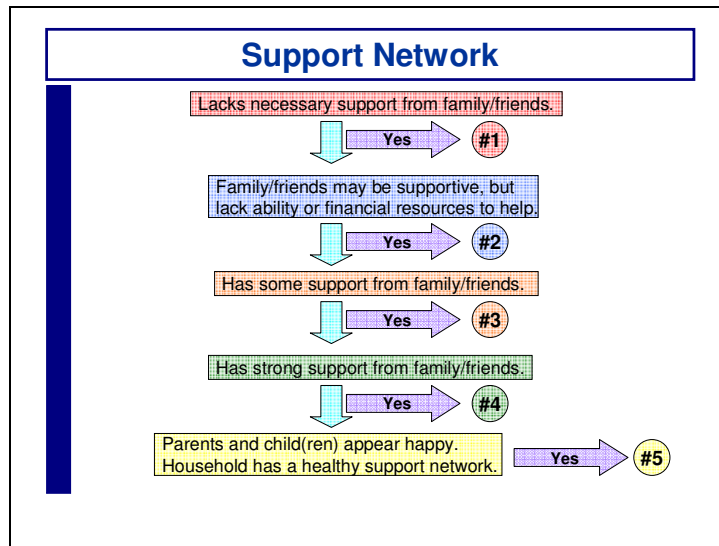 Support Network
Lacks necessary support from family/friends.
Yes
#1
Family/friends may be supportive, but
lack ability or financial resources to help.
Yes
#2
Has some support from family/friends.
Yes
#3
Has strong support from family/friends.
Yes
#4
Parents and child(ren) appear happy.
Household has a healthy support network.
Yes
#5